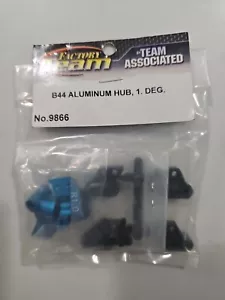 FACTORY
team
TEAM
ASSOCIATED
B44 ALUMINUM HUB, 1. DEG.
No.9866